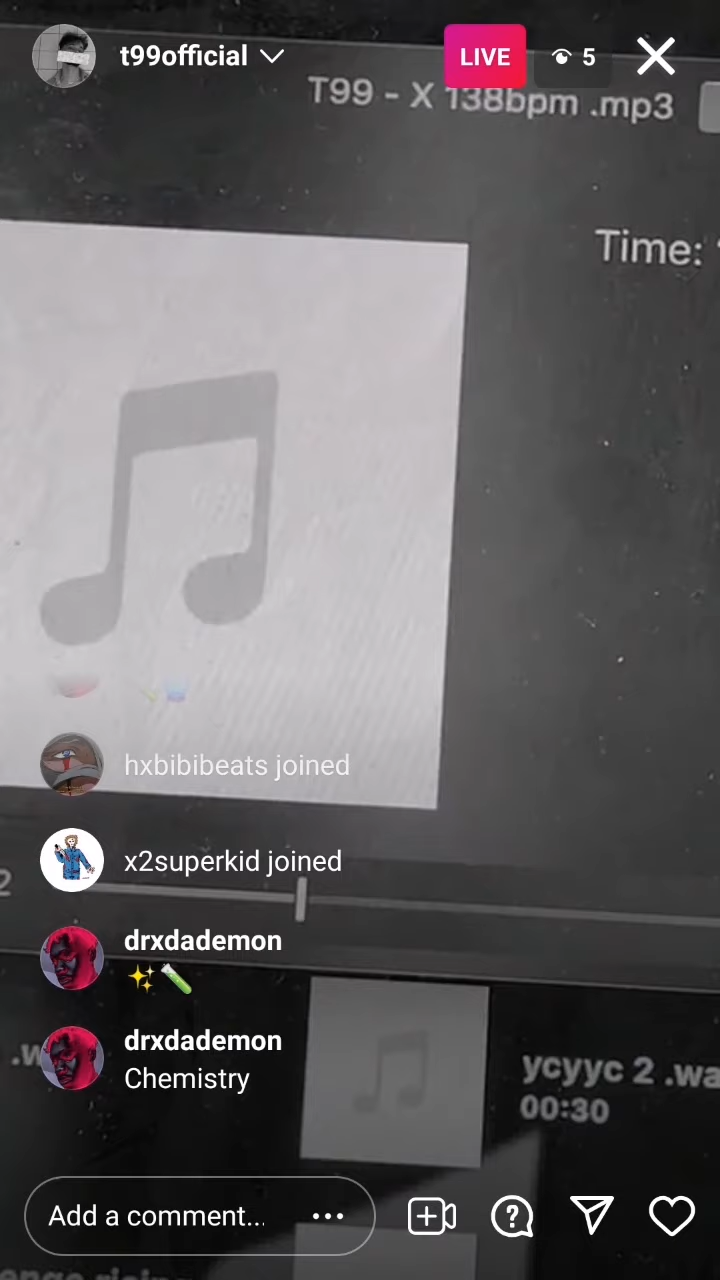 t99official
LIVE
5
T99 - X 138bpm .mp3
Time:
hxbibibeats joined
x2superkid joined
2
drxdademon
✨🧪
drxdademon
Chemistry
.w
ycyyc 2 .wa
00:30
Add a comment...